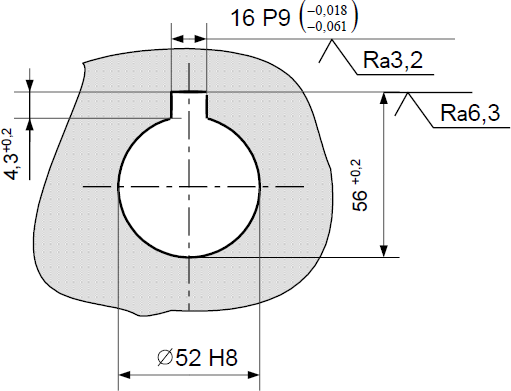 16 P9 (−0,018
−0,061)
Ra3,2
Ra6,3
4,3+0,2
56 +0,2
∅52 H8